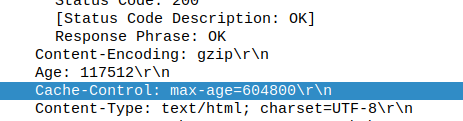 Status Code: 200
[Status Code Description: OK]
Response Phrase: OK
Content-Encoding: gzip\r\n
Age: 117512\r\n
Cache-Control: max-age=604800\r\n
Content-Type: text/html; charset=UTF-8\r\n